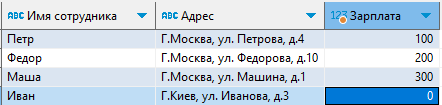 ABC Имя сотрудника ABC Адрес 123 Зарплата
Петр Г.Москва, ул. Петрова, д.4 100
Федор Г.Москва, ул. Федорова, д.10 200
Маша Г.Москва, ул. Машина, д.1 300
Иван Г.Киев, ул. Иванова, д.3 0